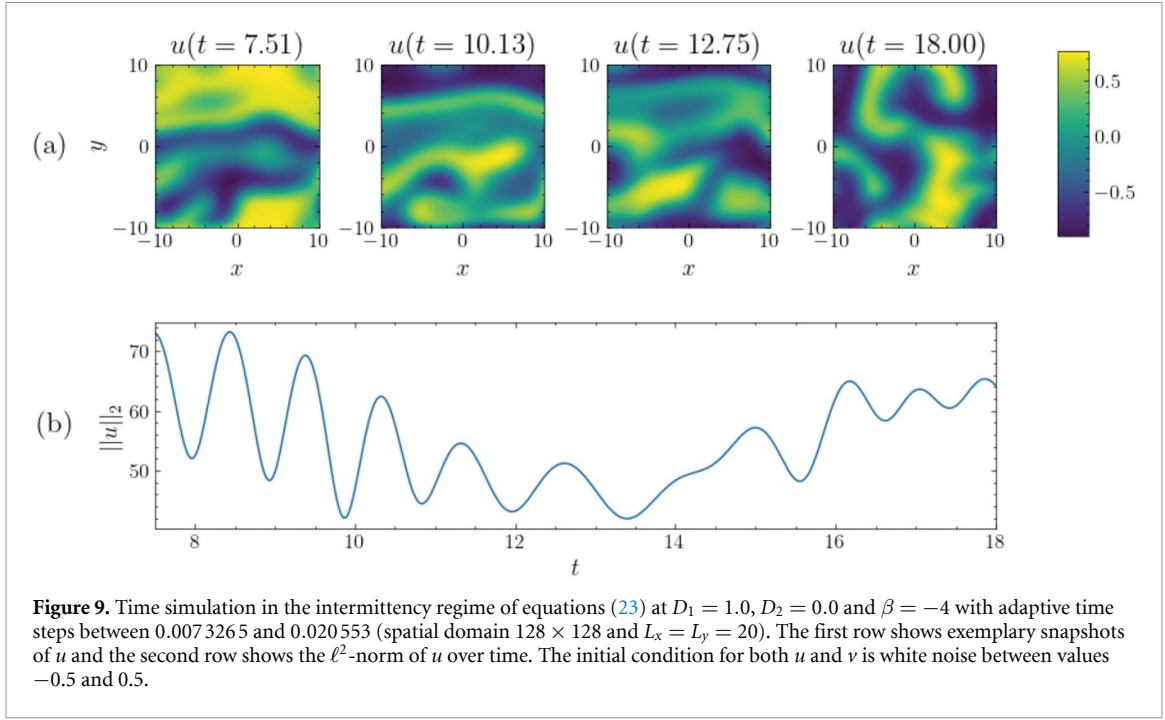 u(t = 7.51) u(t = 10.13) u(t = 12.75) u(t = 18.00)
10 10 10 10
0.5
(a) y 0 0 0 0 0.0
−0.5
−10 −10 −10 −10
−10 0 10 −10 0 10 −10 0 10 −10 0 10
x x x x
70
(b) ||u||₂ 60
50
8 10 12 14 16 18
t
Figure 9. Time simulation in the intermittency regime of equations (23) at D₁ = 1.0, D₂ = 0.0 and β = −4 with adaptive time
steps between 0.0073265 and 0.020553 (spatial domain 128 × 128 and Lₓ = L_y = 20). The first row shows exemplary snapshots
of u and the second row shows the ℓ²-norm of u over time. The initial condition for both u and v is white noise between values
−0.5 and 0.5.